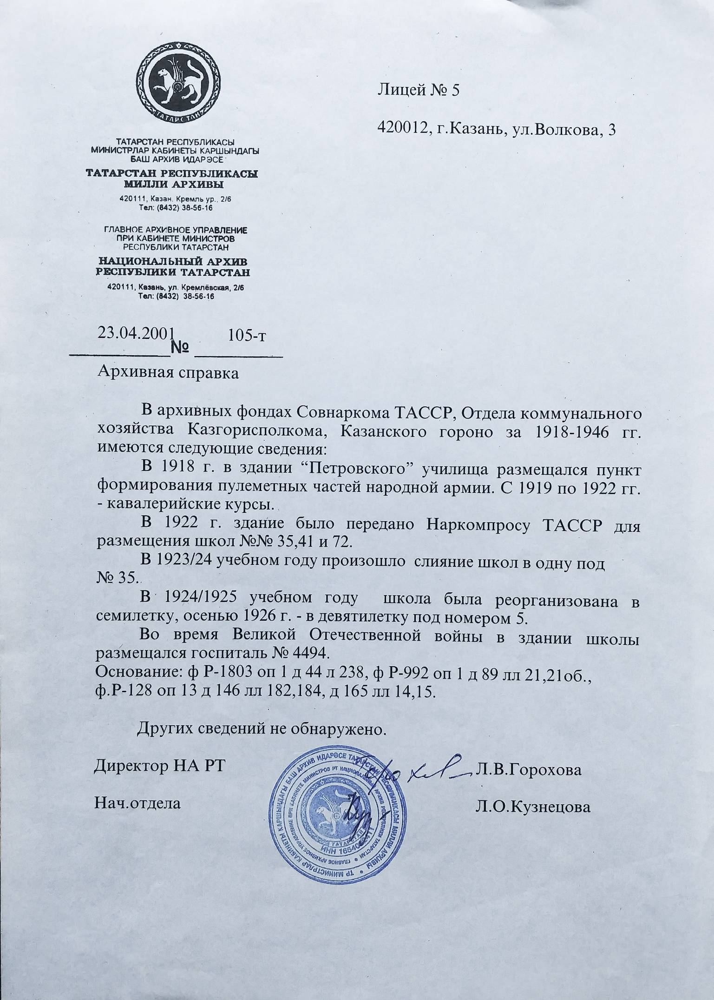 ТАТАРСТАН
ТАТАРСТАН РЕСПУБЛИКАСЫ
МИНИСТРЛАР КАБИНЕТЫ КАРШЫНДАГЫ
БАШ АРХИВ ИДАРӘСЕ
ТАТАРСТАН РЕСПУБЛИКАСЫ
МИЛЛИ АРХИВЫ
420111, Казан. Кремль ур., 2/6
Тел: (8432) 38-56-16
ГЛАВНОЕ АРХИВНОЕ УПРАВЛЕНИЕ
ПРИ КАБИНЕТЕ МИНИСТРОВ
РЕСПУБЛИКИ ТАТАРСТАН
НАЦИОНАЛЬНЫЙ АРХИВ
РЕСПУБЛИКИ ТАТАРСТАН
420111, Казань, ул. Кремлёвская, 2/6
Тел: (8432) 38-56-16
Лицей № 5
420012, г.Казань, ул.Волкова, 3
23.04.2001 № 105-т
Архивная справка
В архивных фондах Совнаркома ТАССР, Отдела коммунального
хозяйства Казгорисполкома, Казанского гороно за 1918-1946 гг.
имеются следующие сведения:
В 1918 г. в здании “Петровского” училища размещался пункт
формирования пулеметных частей народной армии. С 1919 по 1922 гг.
- кавалерийские курсы.
В 1922 г. здание было передано Наркомпросу ТАССР для
размещения школ №№ 35,41 и 72.
В 1923/24 учебном году произошло слияние школ в одну под
№ 35.
В 1924/1925 учебном году школа была реорганизована в
семилетку, осенью 1926 г. - в девятилетку под номером 5.
Во время Великой Отечественной войны в здании школы
размещался госпиталь № 4494.
Основание: ф Р-1803 оп 1 д 44 л 238, ф Р-992 оп 1 д 89 лл 21,21об.,
ф.Р-128 оп 13 д 146 лл 182,184, д 165 лл 14,15.
Других сведений не обнаружено.
Директор НА РТ Л.В.Горохова
Нач.отдела Л.О.Кузнецова
ТР МИНИСТРЛАР КАБИНЕТЫ КАРШЫНДАГЫ БАШ АРХИВ ИДАРӘСЕ ТАТАРСТАН РЕСПУБЛИКАСЫ МИЛЛИ АРХИВЫ
ГЛАВНОЕ АРХИВНОЕ УПРАВЛЕНИЕ ПРИ КАБИНЕТЕ МИНИСТРОВ РТ НАЦИОНАЛЬНЫЙ АРХИВ РЕСПУБЛИКИ ТАТАРСТАН
ТАТАРСТАН
ИНН